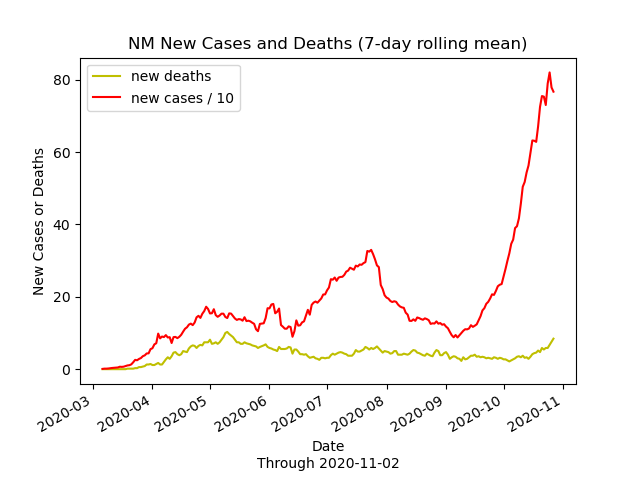 NM New Cases and Deaths (7-day rolling mean)
new deaths
new cases / 10
80
60
40
20
0
New Cases or Deaths
2020-03
2020-04
2020-05
2020-06
2020-07
2020-08
2020-09
2020-10
2020-11
Date
Through 2020-11-02